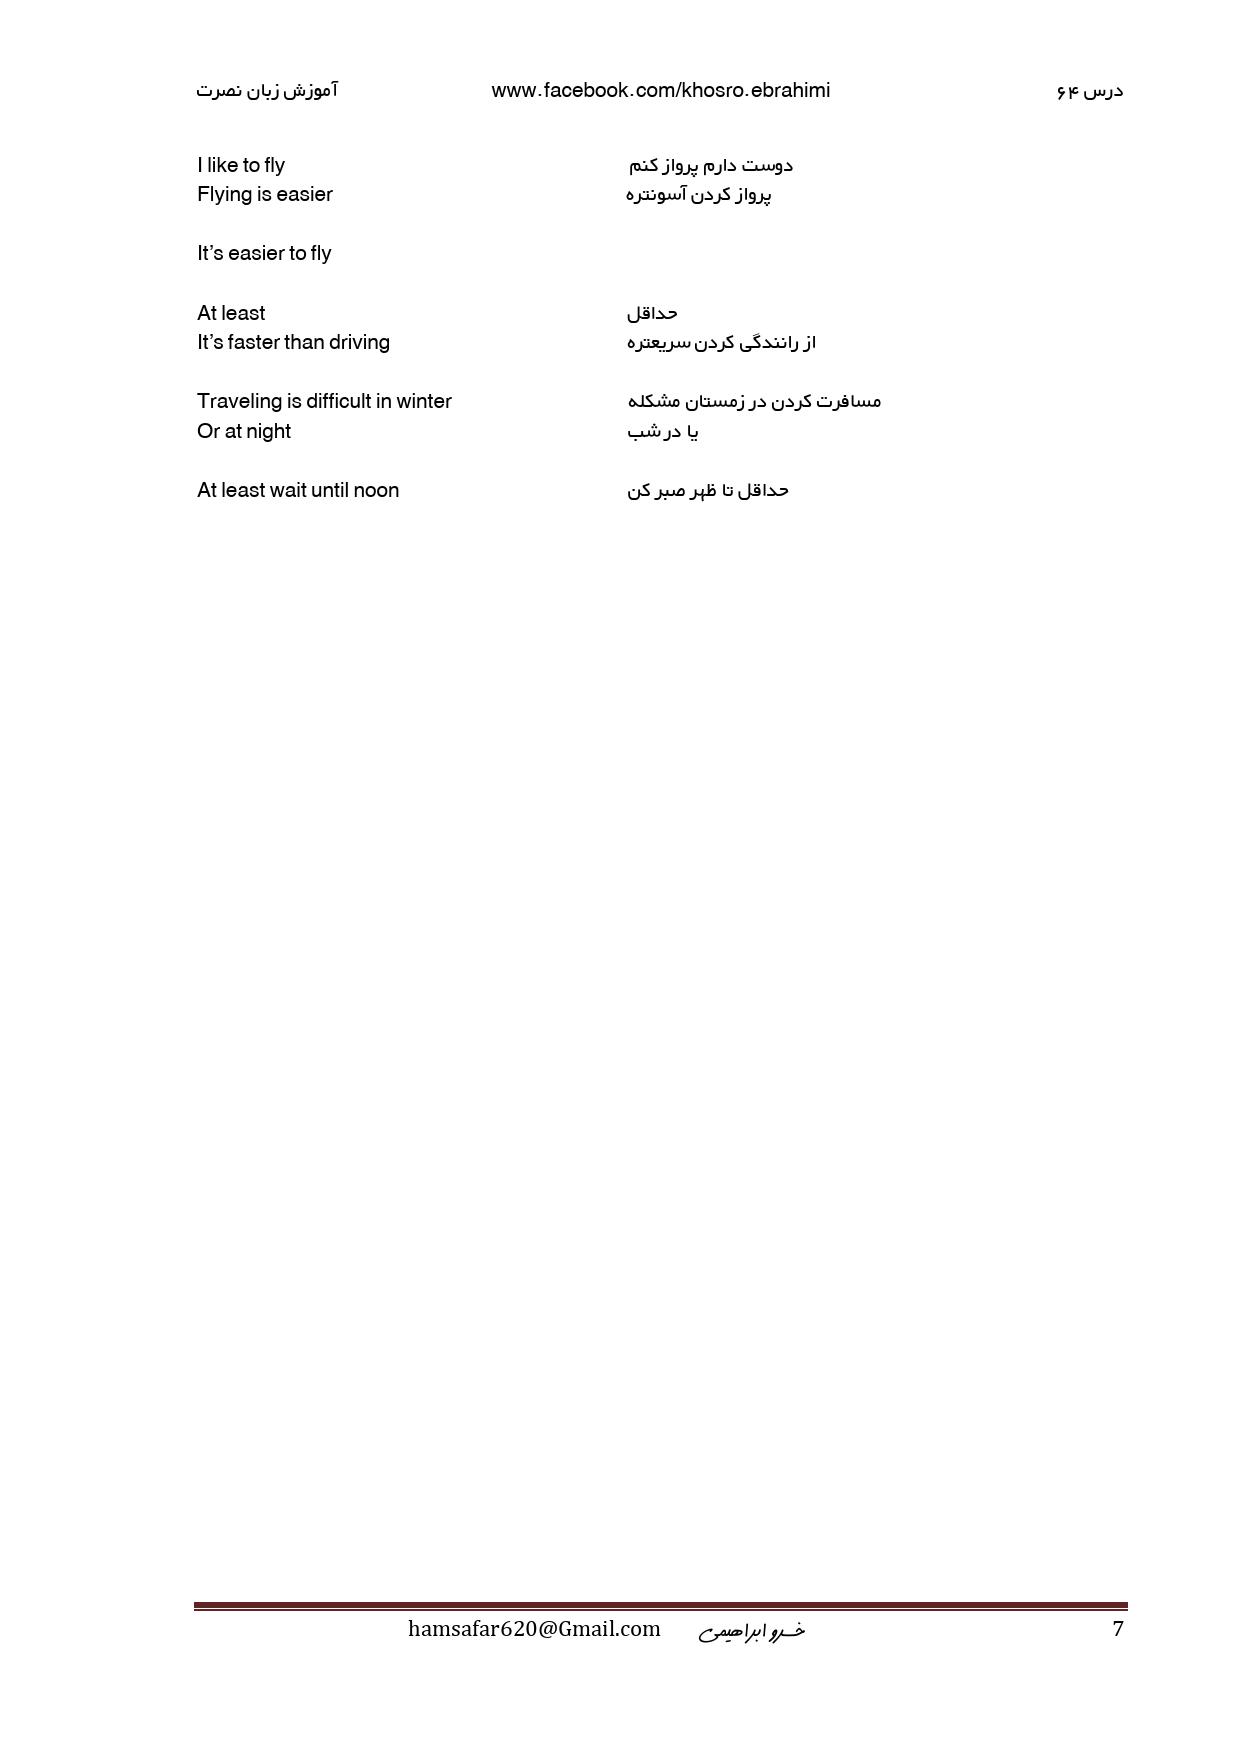 آموزش زبان نصرت www.facebook.com/khosro.ebrahimi درس ۶۴
I like to fly دوست دارم پرواز کنم
Flying is easier پرواز کردن آسونتره
It’s easier to fly
At least حداقل
It’s faster than driving از رانندگی کردن سریعتره
Traveling is difficult in winter مسافرت کردن در زمستان مشکله
Or at night یا در شب
At least wait until noon حداقل تا ظهر صبر کن
hamsafar620@Gmail.com خسرو ابراهیمی 7